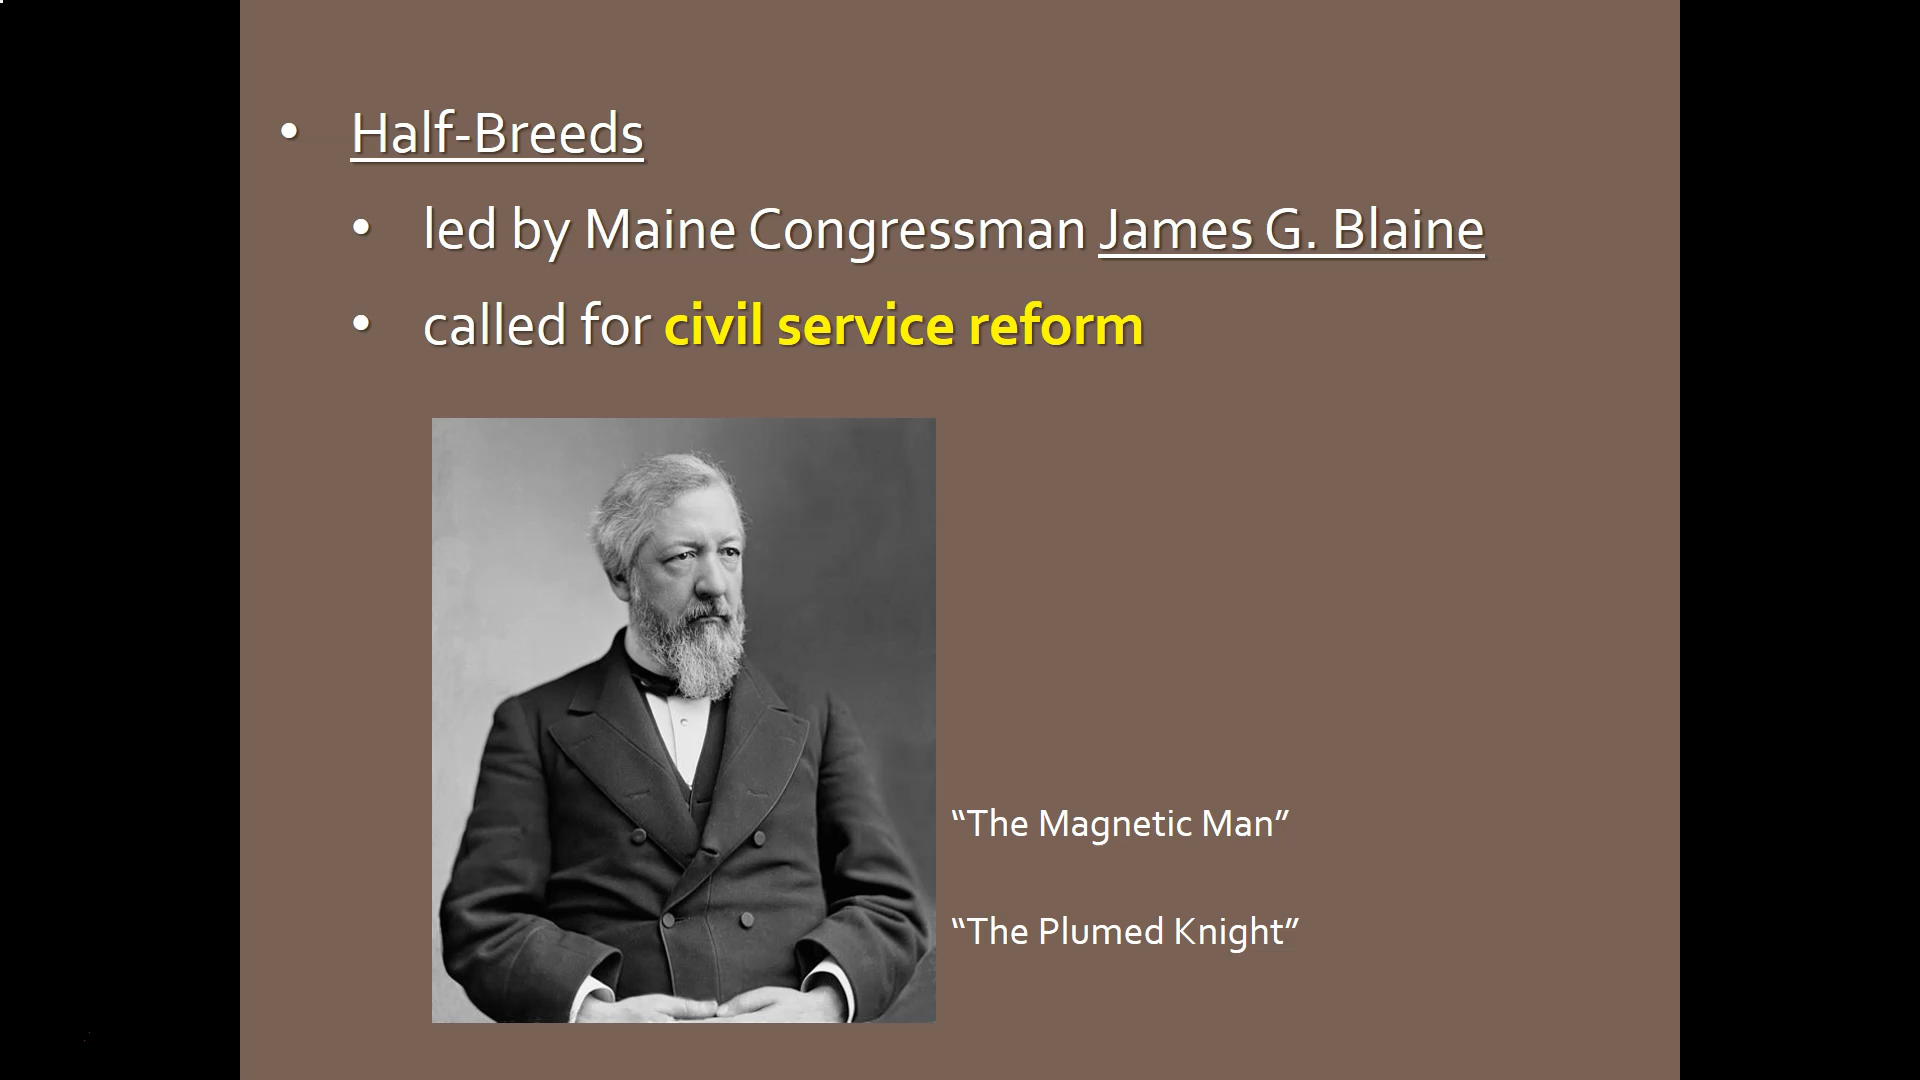 • Half-Breeds
• led by Maine Congressman James G. Blaine
• called for civil service reform
“The Magnetic Man”
“The Plumed Knight”